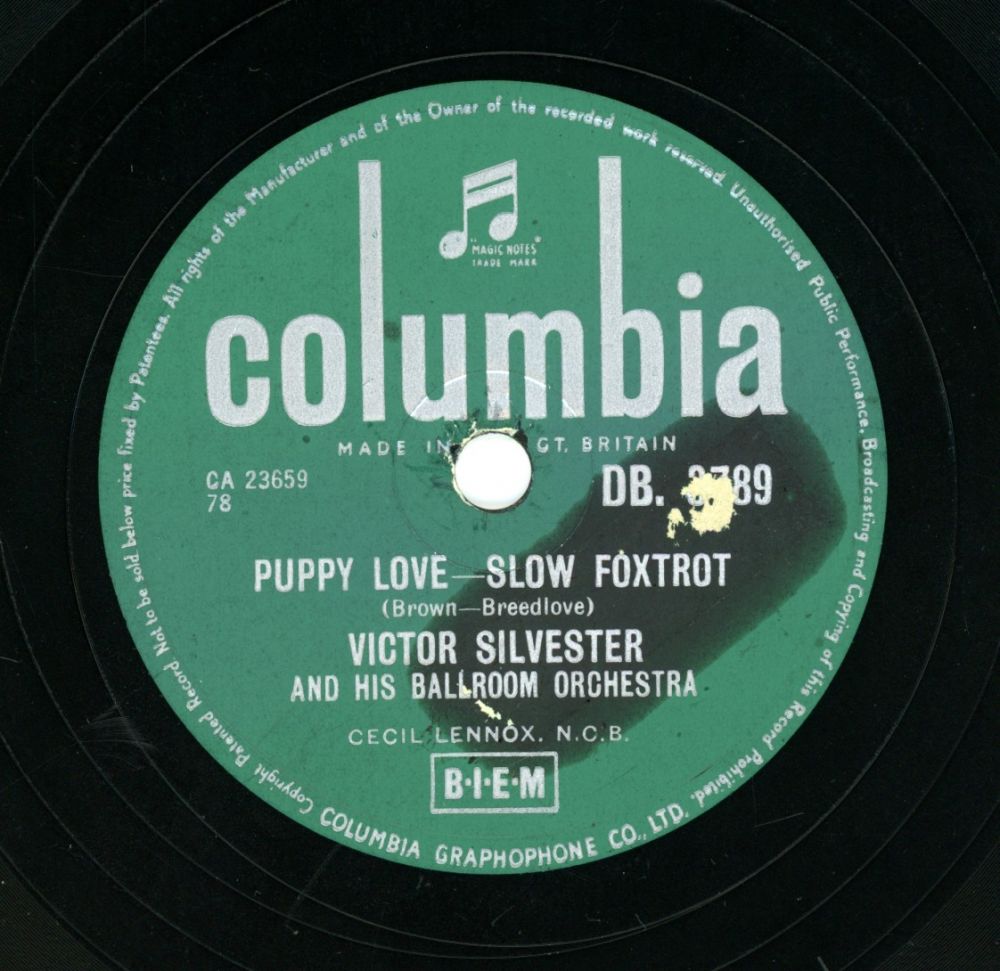 Copyright Patented Record Not to be sold below price fixed by Patentees. All rights of the Manufacturer and of the Owner of the recorded work reserved. Unauthorised Public Performance, Broadcasting and Copying of this Record Prohibited.
"MAGIC NOTES"
TRADE MARK
columbia
MADE IN GT. BRITAIN
CA 23659
78
DB.
PUPPY LOVE—SLOW FOXTROT
(Brown—Breedlove)
VICTOR SILVESTER
AND HIS BALLROOM ORCHESTRA
CECIL LENNOX. N.C.B.
B·I·E·M
COLUMBIA GRAPHOPHONE CO., LTD.